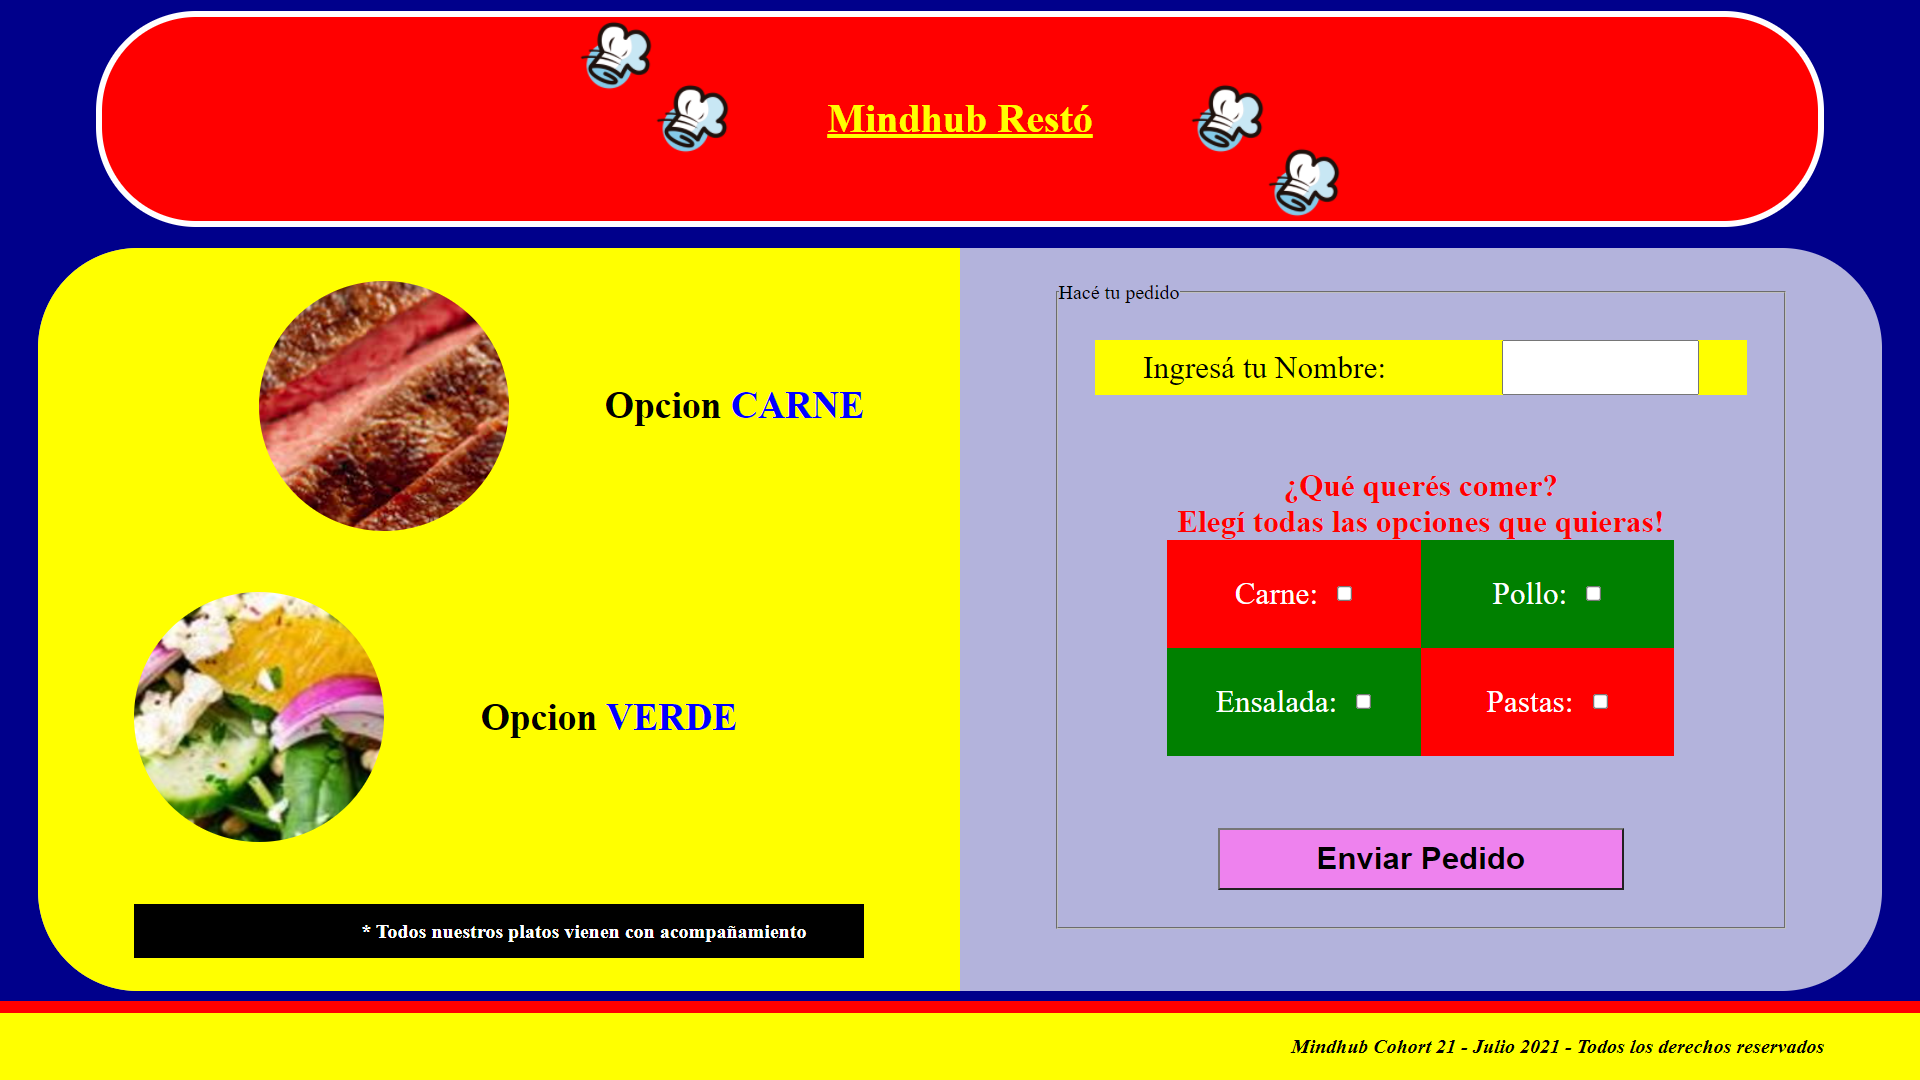 Mindhub Restó
Opcion CARNE
Opcion VERDE
* Todos nuestros platos vienen con acompañamiento
Hacé tu pedido
Ingresá tu Nombre:
¿Qué querés comer?
Elegí todas las opciones que quieras!
Carne:
Pollo:
Ensalada:
Pastas:
Enviar Pedido
Mindhub Cohort 21 - Julio 2021 - Todos los derechos reservados